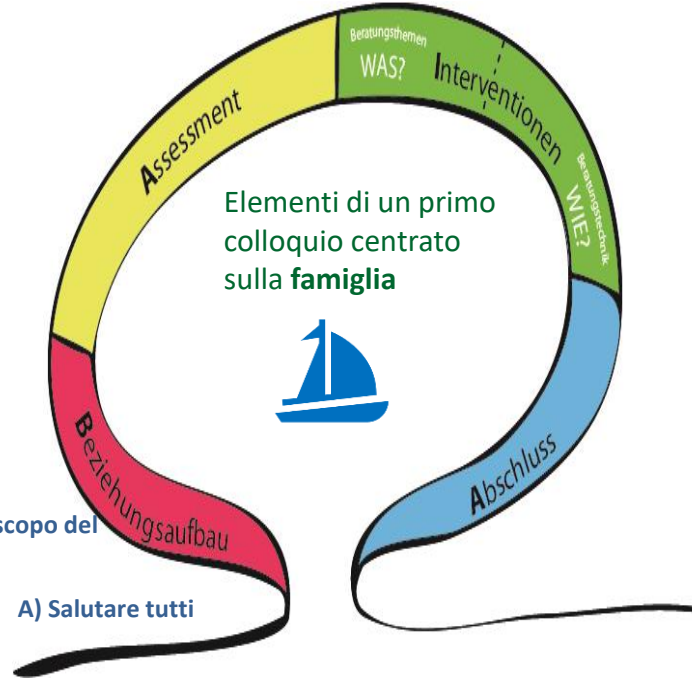 Beratungsthemen
WAS?
Interventionen
Beratungstechnik
WIE?
Assessment
Elementi di un primo
colloquio centrato
sulla famiglia
Beziehungsaufbau
Abschluss
scopo del
A) Salutare tutti